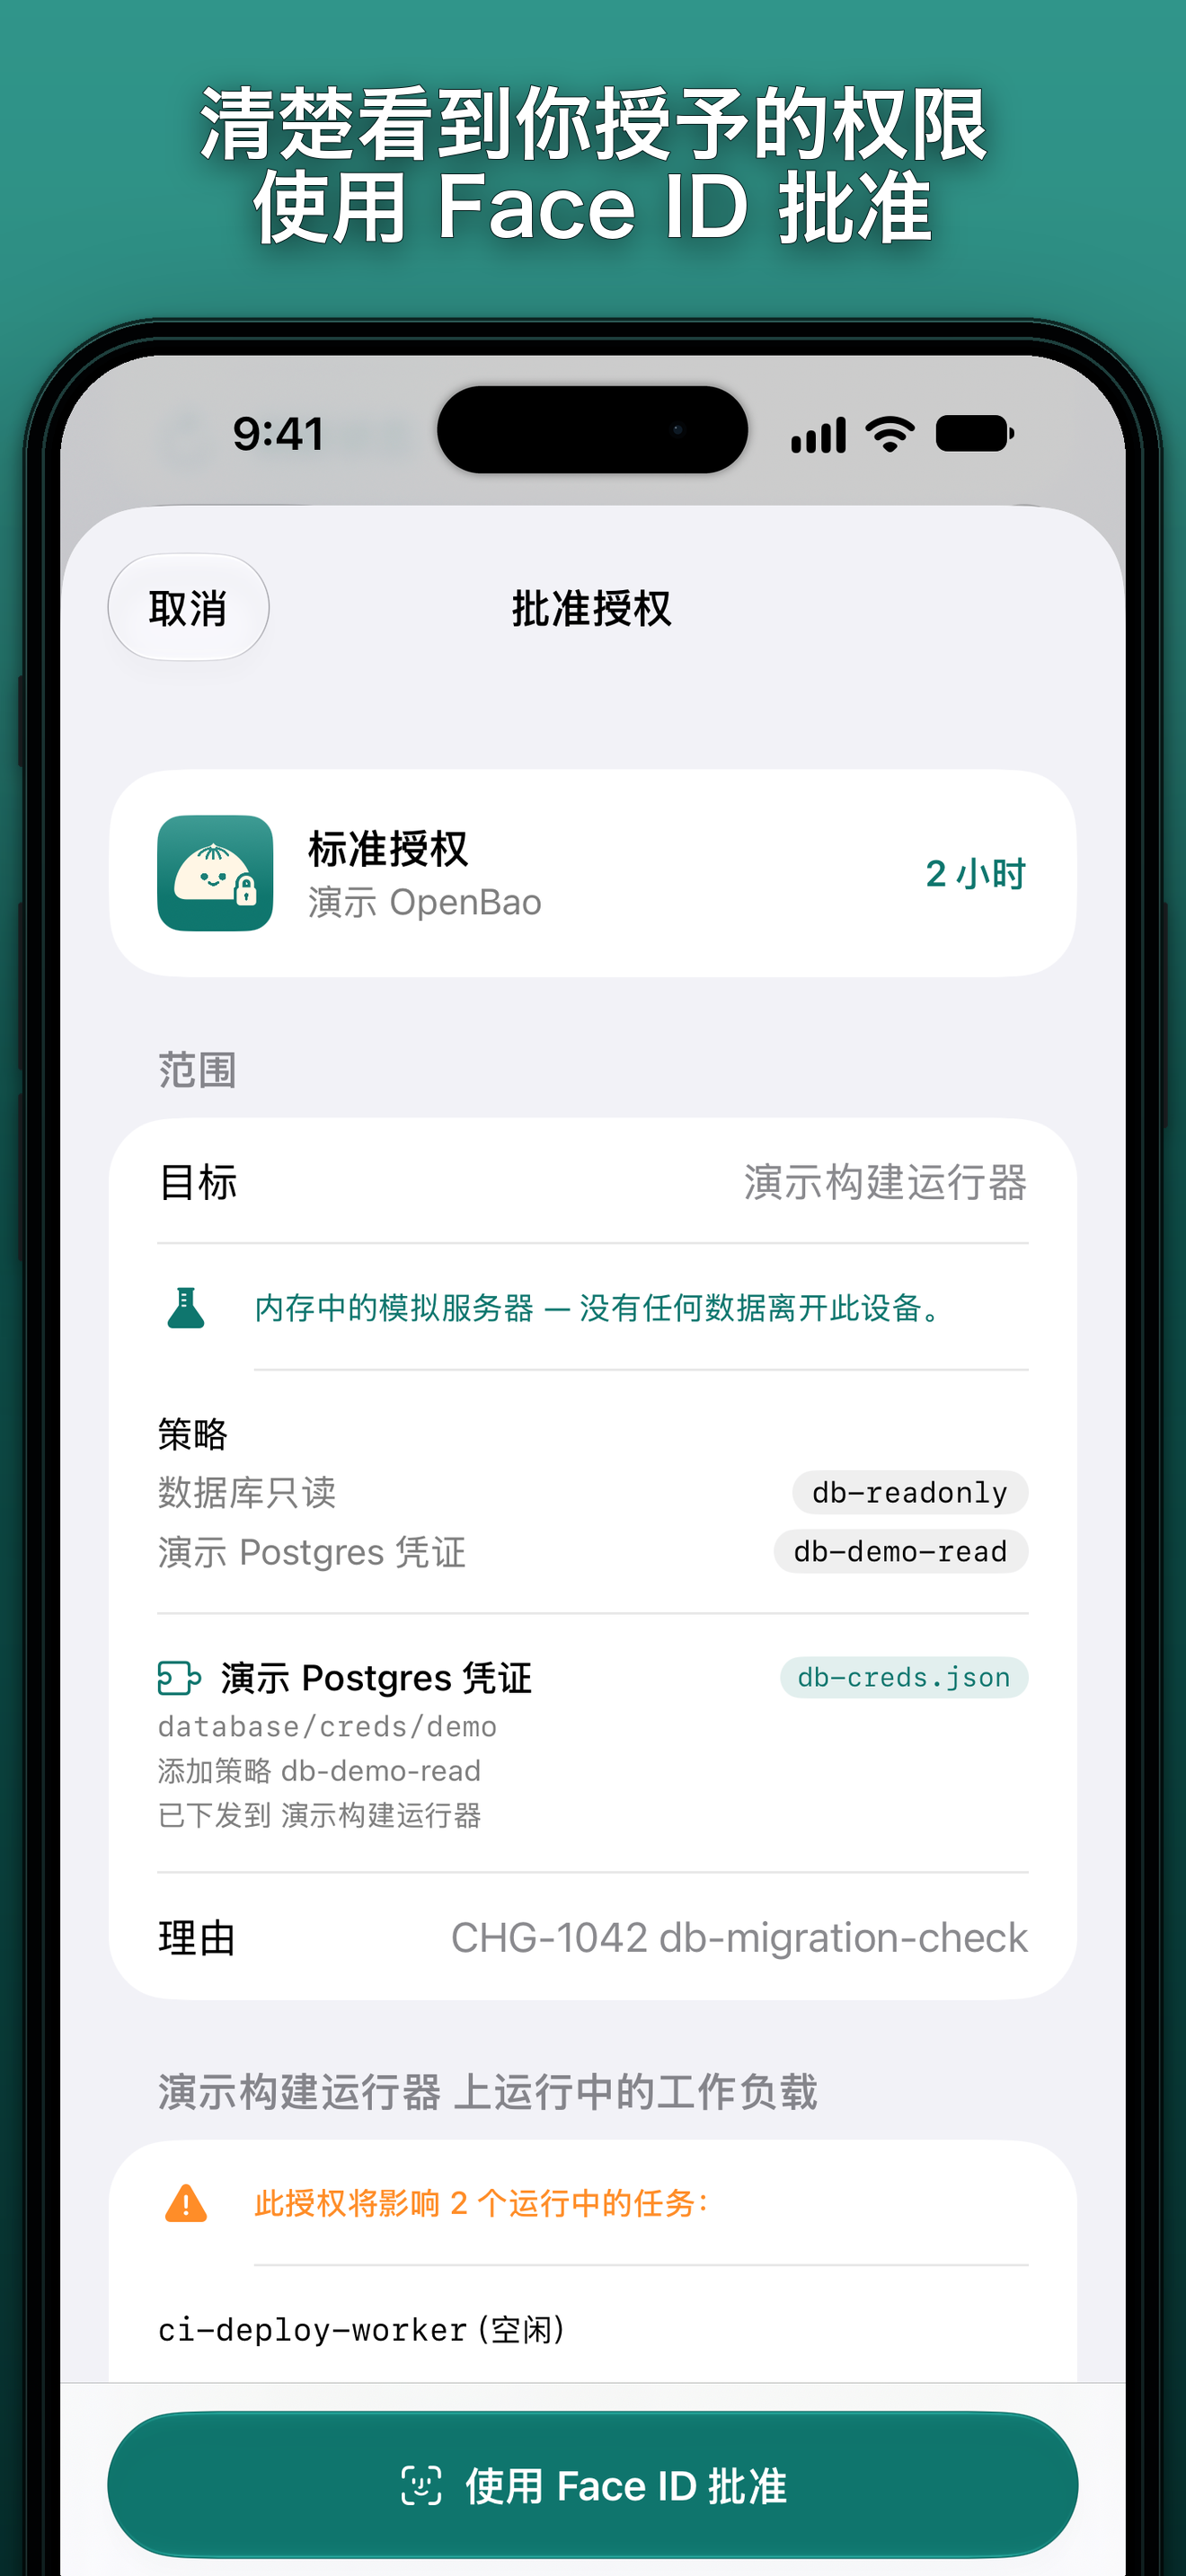 清楚看到你授予的权限
使用 Face ID 批准
9:41
取消
批准授权
标准授权
演示 OpenBao
2 小时
范围
目标
演示构建运行器
内存中的模拟服务器 — 没有任何数据离开此设备。
策略
数据库只读
db-readonly
演示 Postgres 凭证
db-demo-read
演示 Postgres 凭证
db-creds.json
database/creds/demo
添加策略 db-demo-read
已下发到 演示构建运行器
理由
CHG-1042 db-migration-check
演示构建运行器 上运行中的工作负载
此授权将影响 2 个运行中的任务：
ci-deploy-worker (空闲)
使用 Face ID 批准